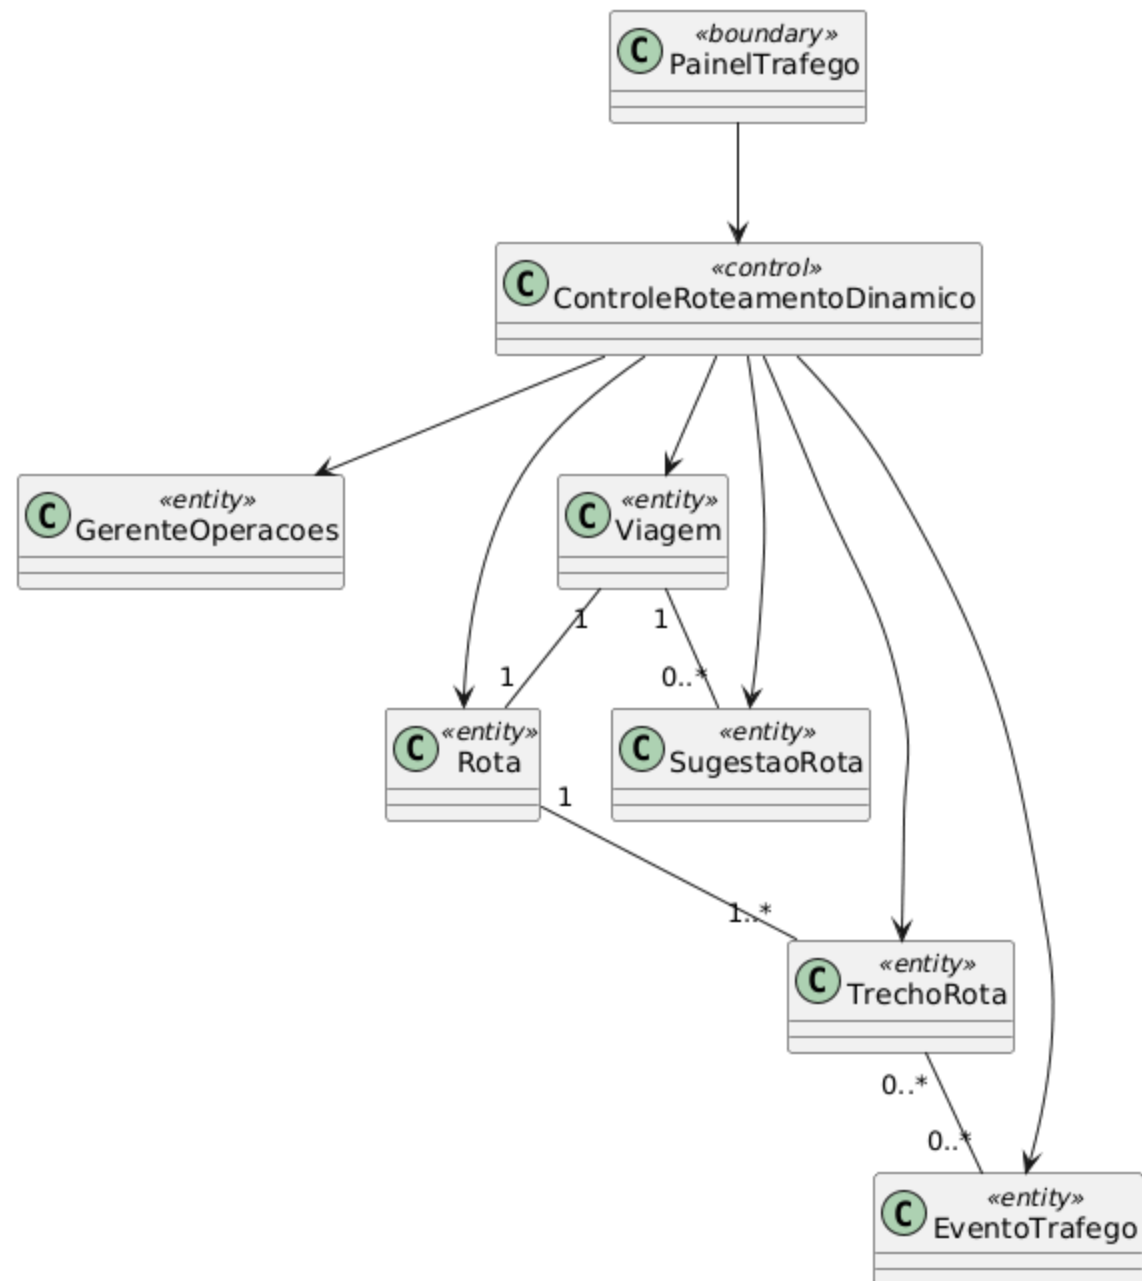 «boundary»
C PainelTrafego
«control»
C ControleRoteamentoDinamico
«entity»
C GerenteOperacoes
«entity»
C Viagem
1
1
0..*
1
«entity»
C Rota
«entity»
C SugestaoRota
1
1..*
«entity»
C TrechoRota
0..*
0..*
«entity»
C EventoTrafego